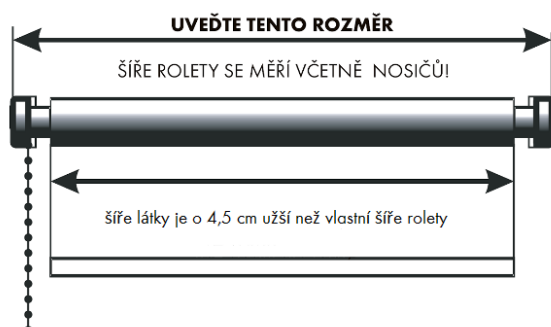 UVEĎTE TENTO ROZMĚR
ŠÍŘE ROLETY SE MĚŘÍ VČETNĚ NOSIČŮ!
šíře látky je o 4,5 cm užší než vlastní šíře rolety